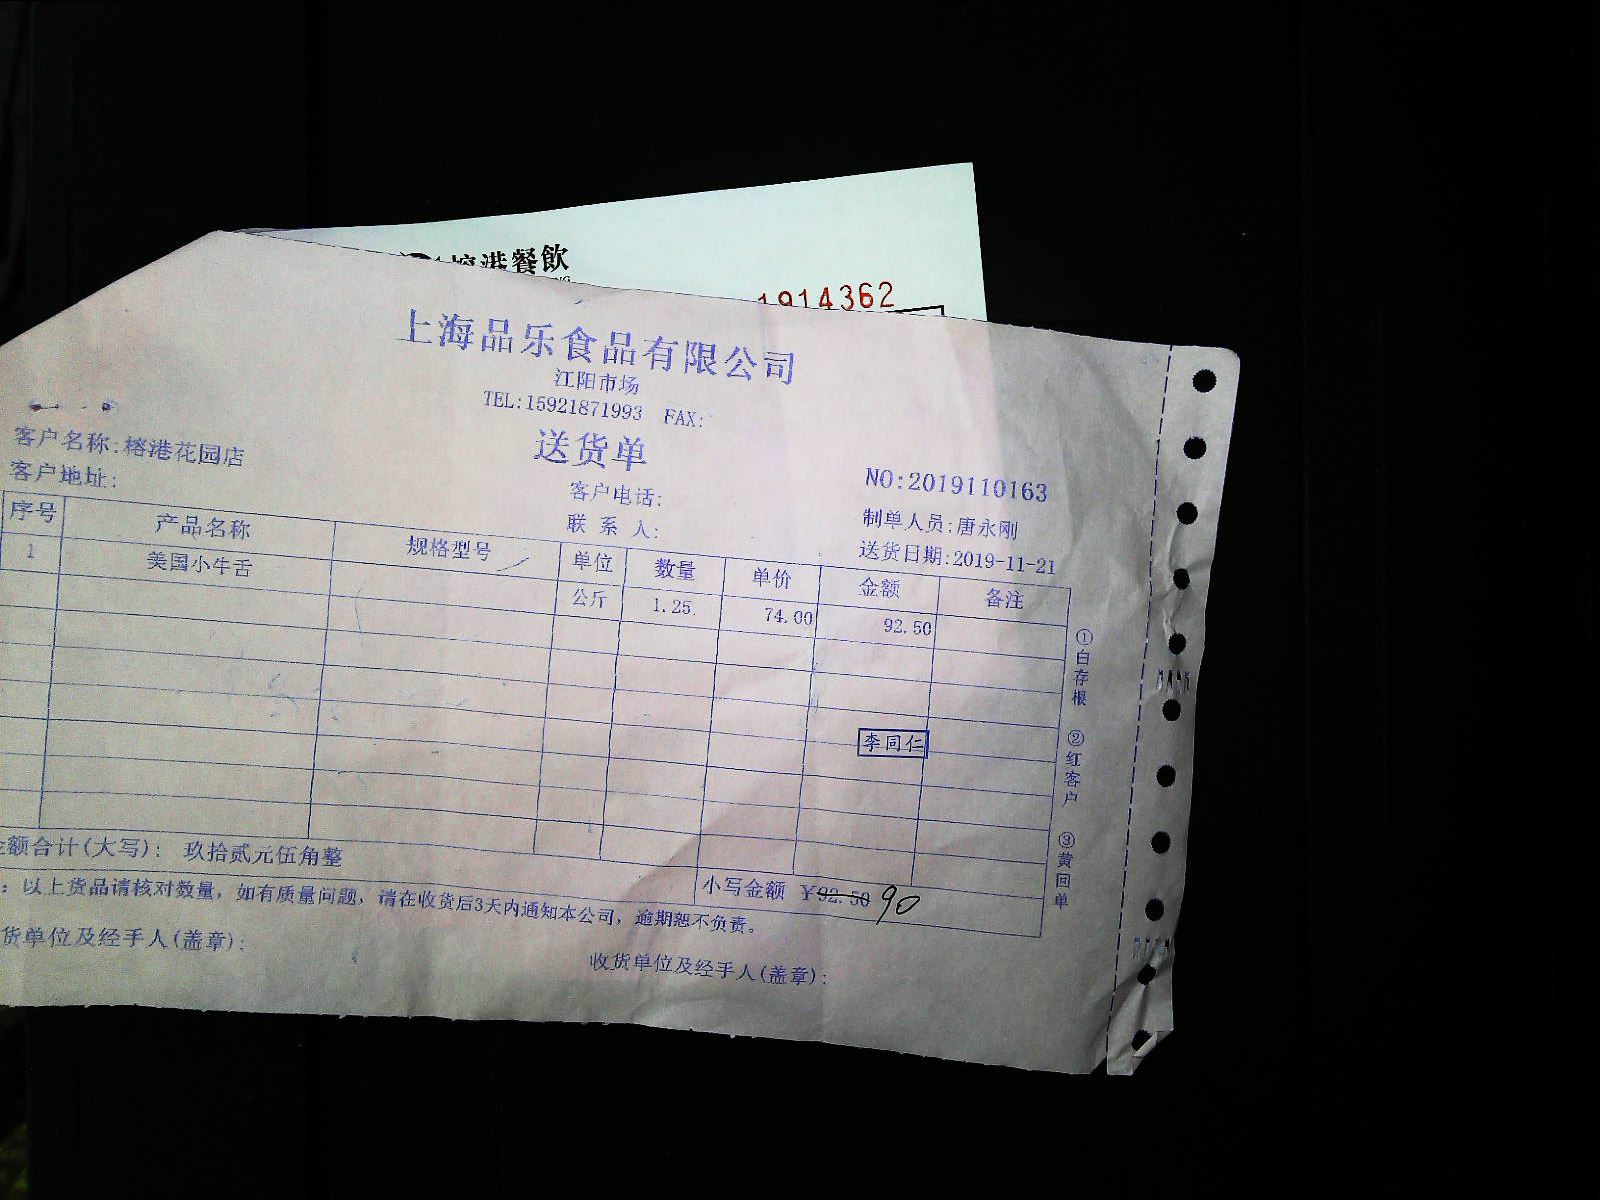 榕港餐飲
1914362
上海品乐食品有限公司
江阳市场
TEL:15921871993 FAX:
送货单
客户名称:榕港花园店
客户地址:
客户电话:
联 系 人:
NO:2019110163
制单人员:唐永刚
送货日期:2019-11-21
序号 产品名称 规格型号 单位 数量 单价 金额 备注
1 美国小牛舌 公斤 1.25 74.00 92.50
李同仁
①白存根 ②红客户 ③黄回单
金额合计(大写): 玖拾贰元伍角整
小写金额 ¥92.50 90
:以上货品请核对数量,如有质量问题,请在收货后3天内通知本公司,逾期恕不负责。
货单位及经手人(盖章):
收货单位及经手人(盖章):